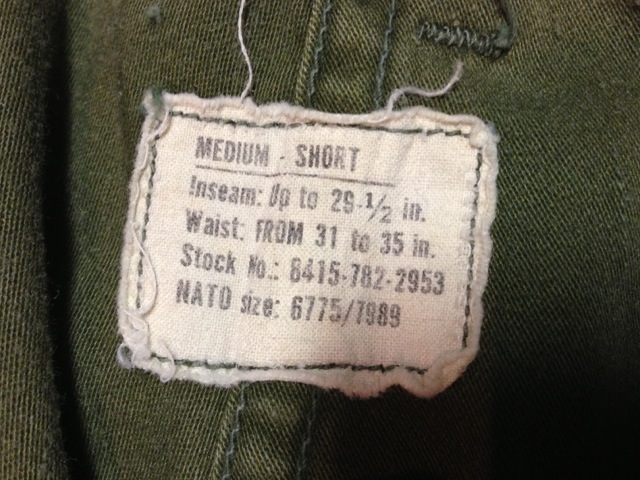 MEDIUM - SHORT
Inseam: Up to 29-1/2 in.
Waist: FROM 31 to 35 in.
Stock No.: 8415-782-2953
NATO size: 6775/7989